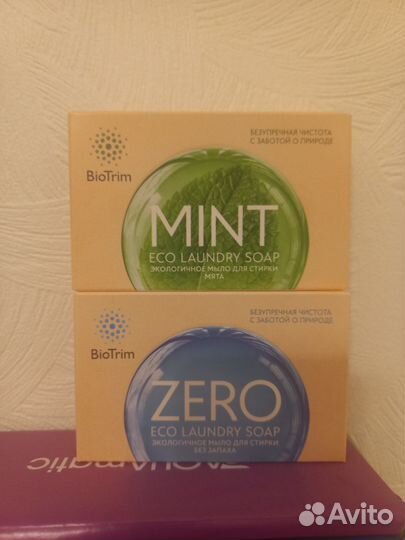 БЕЗУПРЕЧНАЯ ЧИСТОТА
С ЗАБОТОЙ О ПРИРОДЕ
BioTrim
MINT
ECO LAUNDRY SOAP
ЭКОЛОГИЧНОЕ МЫЛО ДЛЯ СТИРКИ
МЯТА
БЕЗУПРЕЧНАЯ ЧИСТОТА
С ЗАБОТОЙ О ПРИРОДЕ
BioTrim
ZERO
ECO LAUNDRY SOAP
ЭКОЛОГИЧНОЕ МЫЛО ДЛЯ СТИРКИ
БЕЗ ЗАПАХА
AQUAmatic
Avito